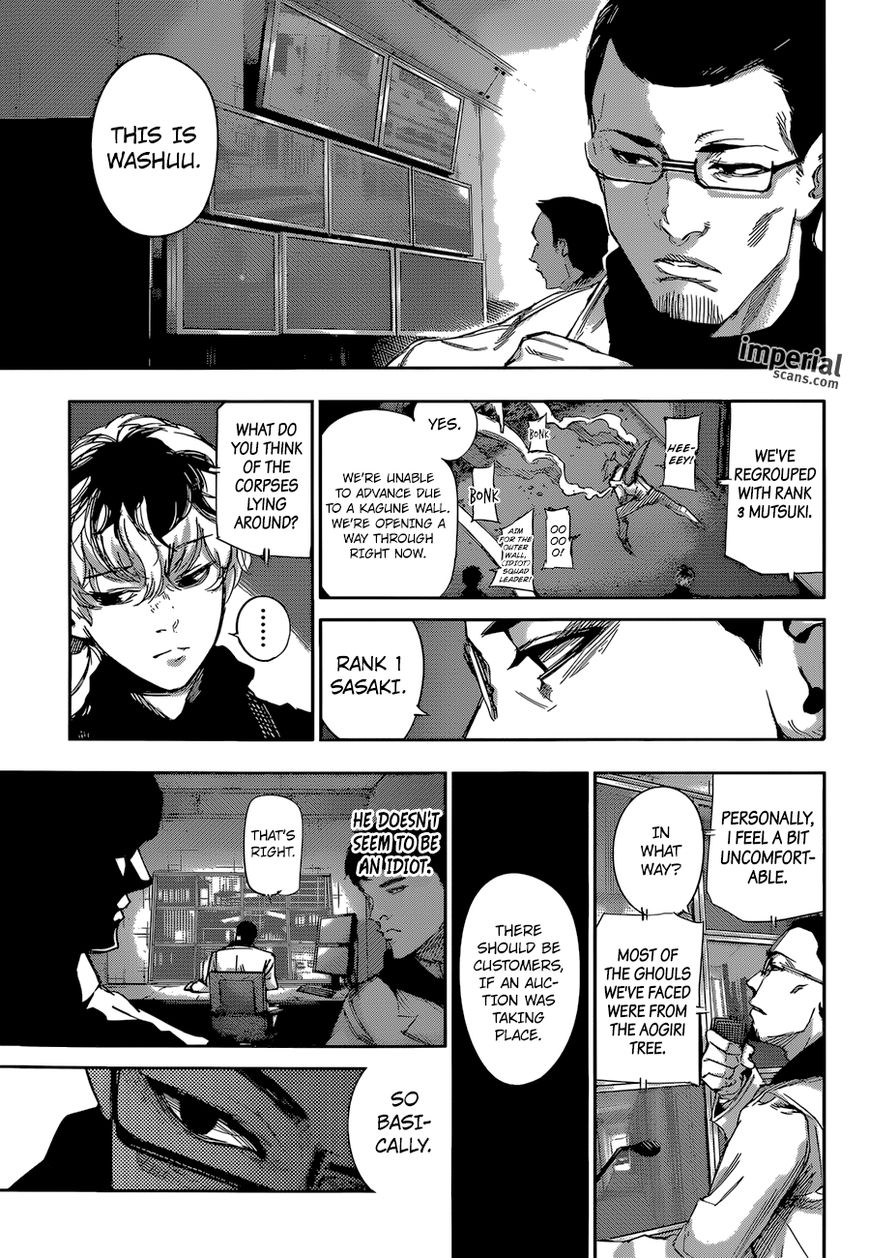 THIS IS
WASHUU.
imperial
scans.com
WE'VE
REGROUPED
WITH RANK
3 MUTSUKI.
HEE-
EEY!
BONK
YES.
WE'RE UNABLE
TO ADVANCE DUE
TO A KAGUNE WALL.
WE'RE OPENING A
WAY THROUGH
RIGHT NOW.
OO
OO
O!
AIM
FOR THE
OUTER
WALL,
(IDIOT)
SQUAD
LEADER!
BONK
WHAT DO
YOU THINK
OF THE
CORPSES
LYING
AROUND?
......
RANK 1
SASAKI.
PERSONALLY,
I FEEL A BIT
UNCOMFORT-
ABLE.
IN
WHAT
WAY?
MOST OF
THE GHOULS
WE'VE FACED
WERE FROM
THE AOGIRI
TREE.
THERE
SHOULD BE
CUSTOMERS,
IF AN AUC-
TION WAS
TAKING
PLACE.
HE DOESN'T
SEEM TO BE
AN IDIOT.
THAT'S
RIGHT.
SO
BASI-
CALLY.